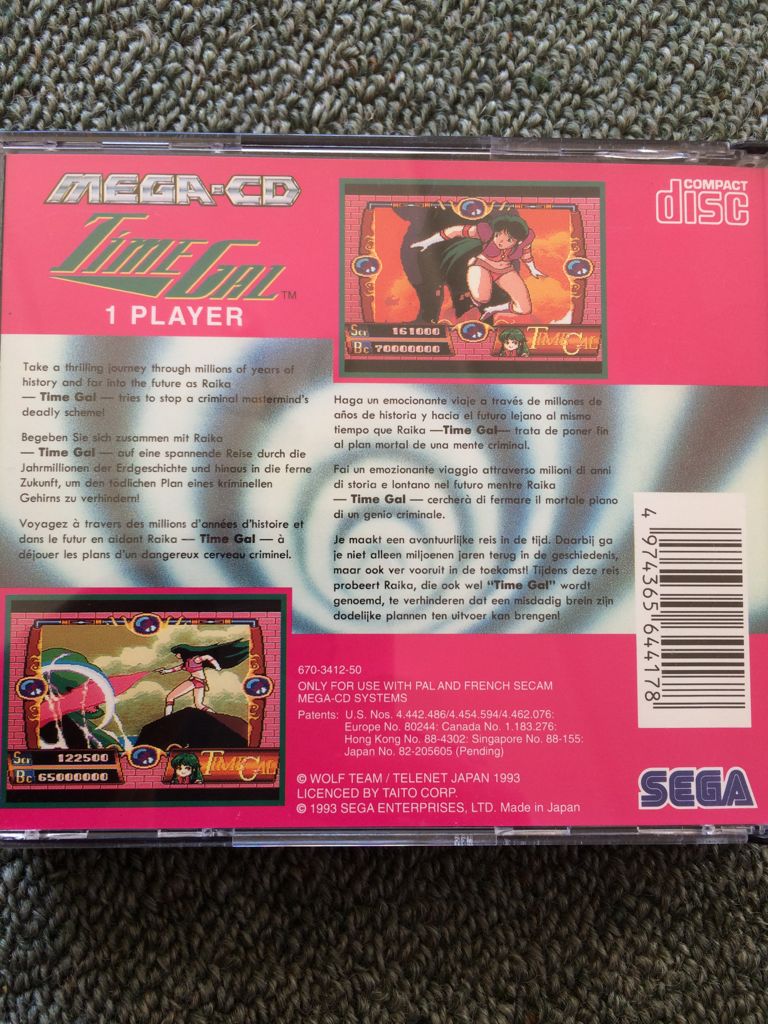 MEGA-CD
TIME GAL™
1 PLAYER
COMPACT
disc
Scr 161000
Bc 70000000
TIME GAL
Take a thrilling journey through millions of years of
history and far into the future as Raika
— Time Gal — tries to stop a criminal mastermind's
deadly scheme!
Begeben Sie sich zusammen mit Raika
— Time Gal — auf eine spannende Reise durch die
Jahrmillionen der Erdgeschichte und hinaus in die ferne
Zukunft, um den tödlichen Plan eines kriminellen
Gehirns zu verhindern!
Voyagez à travers des millions d'années d'histoire et
dans le futur en aidant Raika — Time Gal — à
déjouer les plans d'un dangereux cerveau criminel.
Haga un emocionante viaje a través de millones de
años de historia y hacia el futuro lejano al mismo
tiempo que Raika —Time Gal— trata de poner fin
al plan mortal de una mente criminal.
Fai un emozionante viaggio attraverso milioni di anni
di storia e lontano nel futuro mentre Raika
— Time Gal — cercherà di fermare il mortale piano
di un genio criminale.
Je maakt een avontuurlijke reis in de tijd. Daarbij ga
je niet alleen miljoenen jaren terug in de geschiedenis,
maar ook ver vooruit in de toekomst! Tijdens deze reis
probeert Raika, die ook wel "Time Gal" wordt
genoemd, te verhinderen dat een misdadig brein zijn
dodelijke plannen ten uitvoer kan brengen!
4 974365 644178
Scr 122500
Bc 65000000
TIME GAL
670-3412-50
ONLY FOR USE WITH PAL AND FRENCH SECAM
MEGA-CD SYSTEMS
Patents: U.S. Nos. 4.442.486/4.454.594/4.462.076:
Europe No. 80244: Canada No. 1.183.276:
Hong Kong No. 88-4302: Singapore No. 88-155:
Japan No. 82-205605 (Pending)
© WOLF TEAM / TELENET JAPAN 1993
LICENCED BY TAITO CORP.
© 1993 SEGA ENTERPRISES, LTD. Made in Japan
SEGA